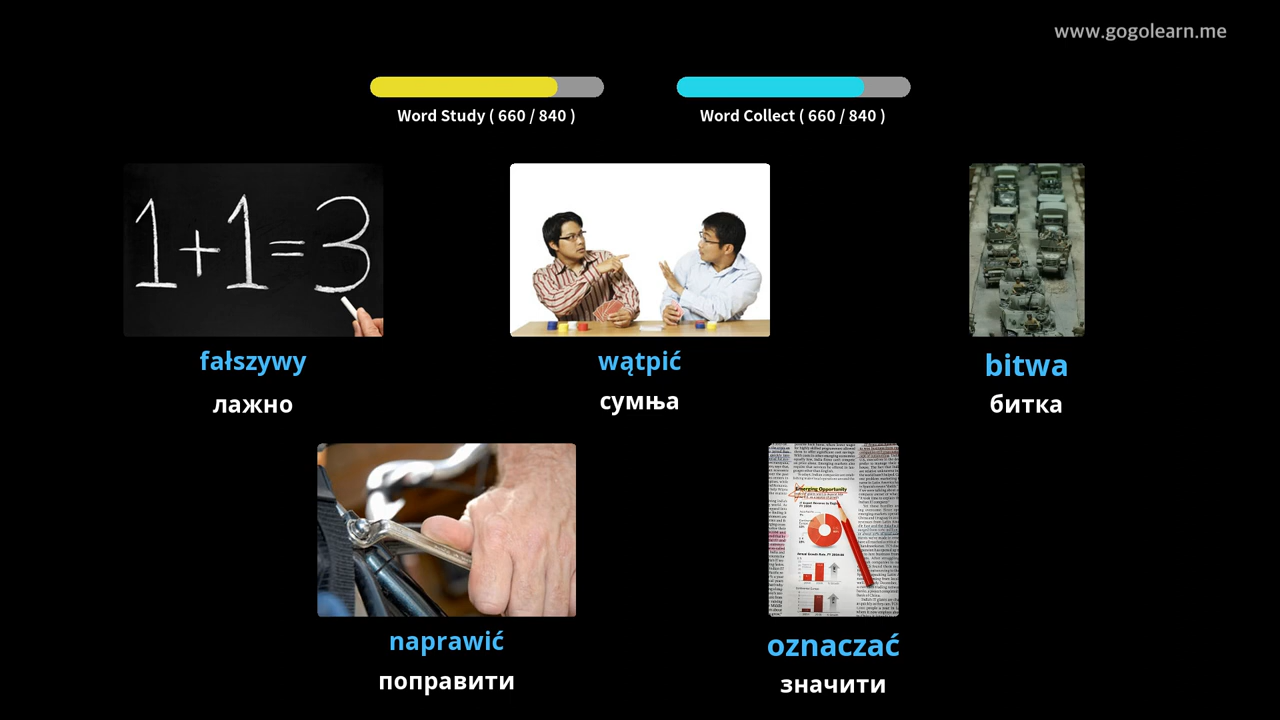 www.gogolearn.me
Word Study ( 660 / 840 )
Word Collect ( 660 / 840 )
1+1=3
fałszywy
лажно
wątpić
сумња
bitwa
битка
Emerging Opportunity
naprawić
поправити
oznaczać
значити